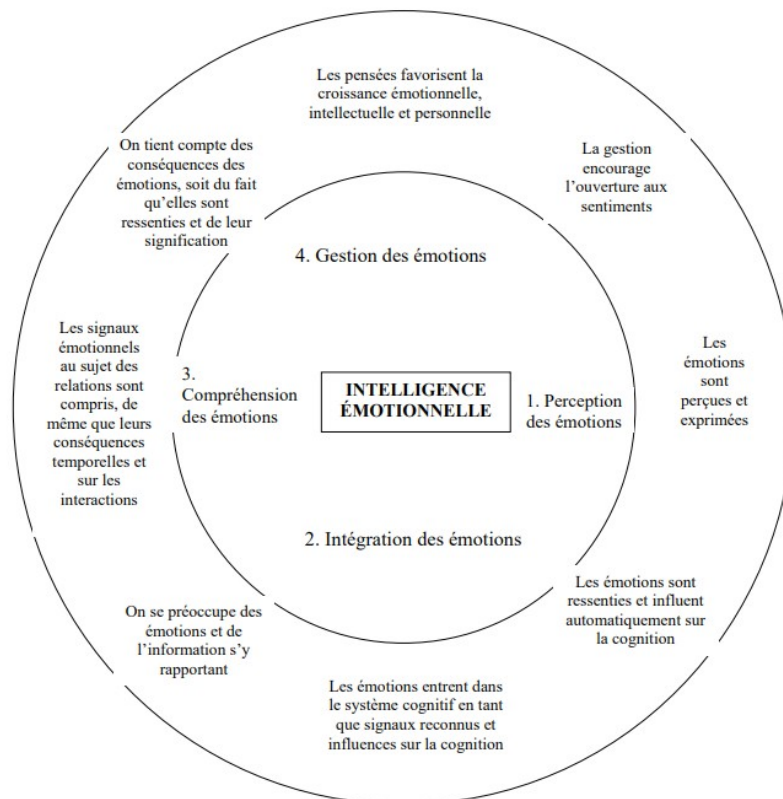 Les pensées favorisent la
croissance émotionnelle,
intellectuelle et personnelle
On tient compte des
conséquences des
émotions, soit du fait
qu'elles sont
ressenties et de leur
signification
La gestion
encourage
l'ouverture aux
sentiments
4. Gestion des émotions
Les signaux
émotionnels
au sujet des
relations sont
compris, de
même que leurs
conséquences
temporelles et
sur les
interactions
3.
Compréhension
des émotions
INTELLIGENCE
ÉMOTIONNELLE
1. Perception
des émotions
Les
émotions
sont
perçues et
exprimées
2. Intégration des émotions
On se préoccupe des
émotions et de
l'information s'y
rapportant
Les émotions sont
ressenties et influent
automatiquement sur
la cognition
Les émotions entrent dans
le système cognitif en tant
que signaux reconnus et
influences sur la cognition